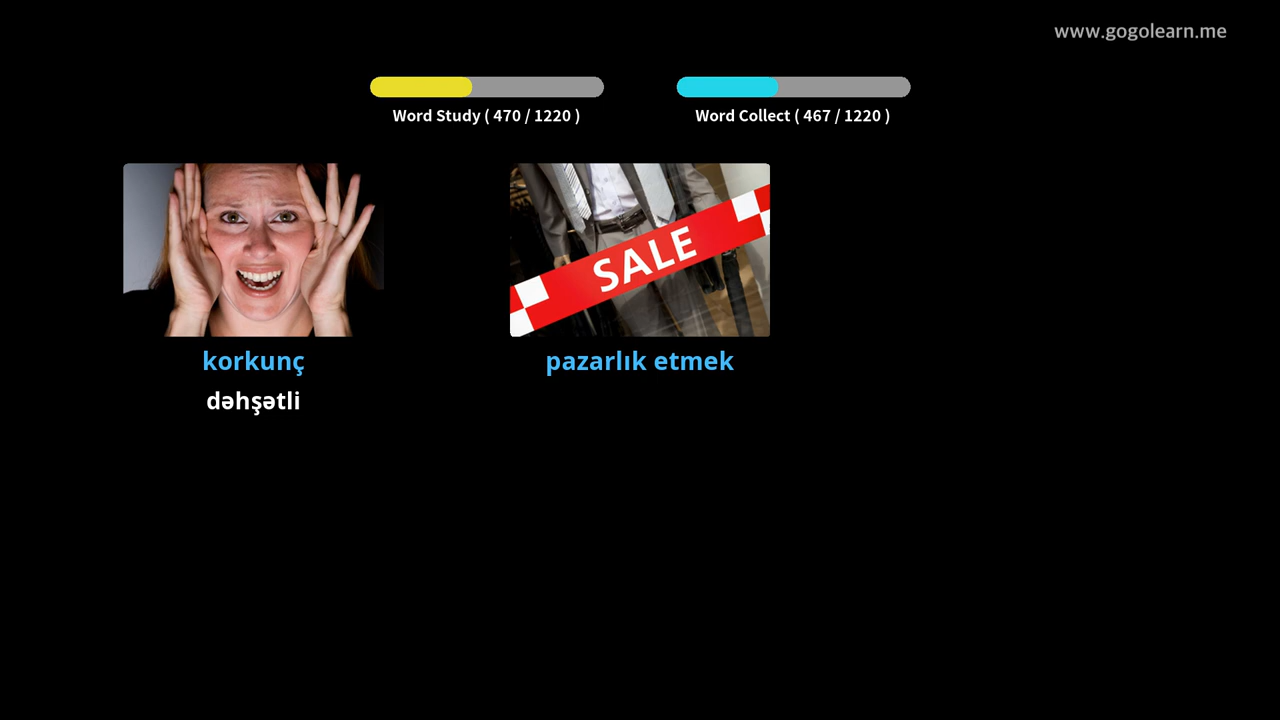 www.gogolearn.me
Word Study ( 470 / 1220 )
Word Collect ( 467 / 1220 )
SALE
korkunç
pazarlık etmek
dəhşətli